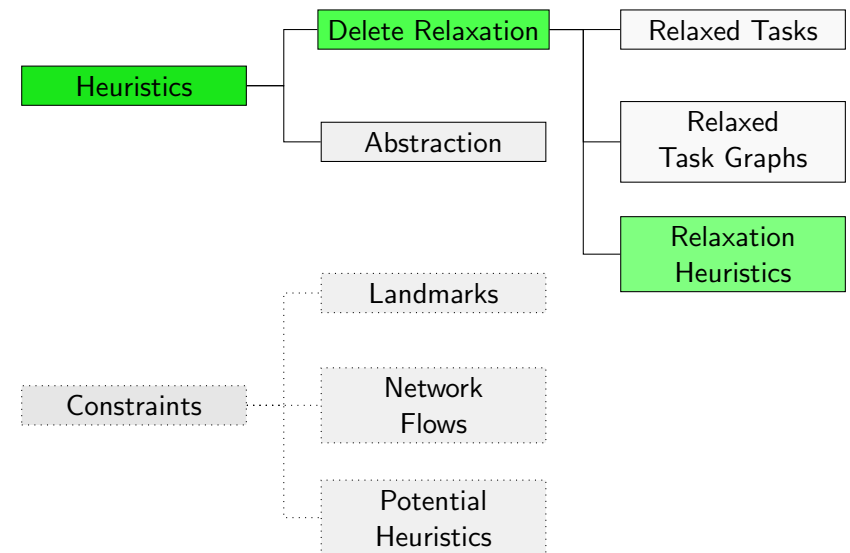 Heuristics
Delete Relaxation
Abstraction
Relaxed Tasks
Relaxed
Task Graphs
Relaxation
Heuristics
Constraints
Landmarks
Network
Flows
Potential
Heuristics